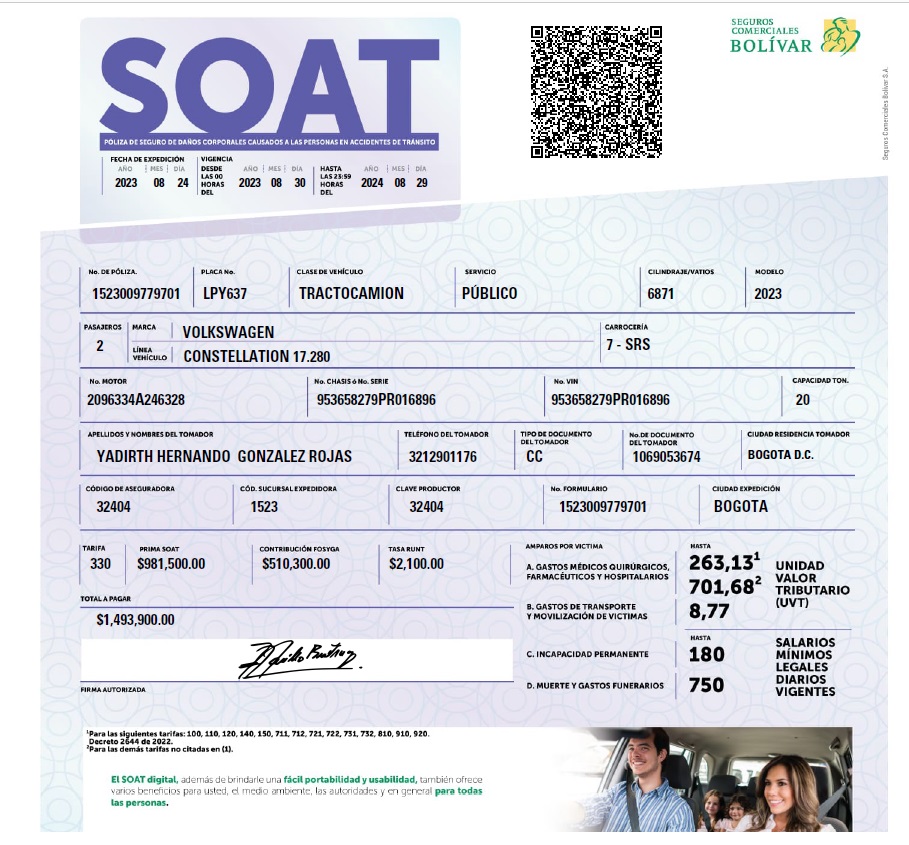 SOAT
PÓLIZA DE SEGURO DE DAÑOS CORPORALES CAUSADOS A LAS PERSONAS EN ACCIDENTES DE TRÁNSITO
FECHA DE EXPEDICIÓN
AÑO MES DÍA
2023 08 24
VIGENCIA
DESDE LAS 00 HORAS DEL
AÑO MES DÍA
2023 08 30
HASTA LAS 23:59 HORAS DEL
AÑO MES DÍA
2024 08 29
SEGUROS
COMERCIALES
BOLÍVAR
Seguros Comerciales Bolívar S.A.
No. DE PÓLIZA. PLACA No. CLASE DE VEHÍCULO SERVICIO CILINDRAJE/VATIOS MODELO
1523009779701 LPY637 TRACTOCAMION PÚBLICO 6871 2023
PASAJEROS MARCA VOLKSWAGEN CARROCERÍA
2 LÍNEA VEHÍCULO CONSTELLATION 17.280 7 - SRS
No. MOTOR No. CHASIS ó No. SERIE No. VIN CAPACIDAD TON.
2096334A246328 953658279PR016896 953658279PR016896 20
APELLIDOS Y NOMBRES DEL TOMADOR TELÉFONO DEL TOMADOR TIPO DE DOCUMENTO DEL TOMADOR No.DE DOCUMENTO DEL TOMADOR CIUDAD RESIDENCIA TOMADOR
YADIRTH HERNANDO GONZALEZ ROJAS 3212901176 CC 1069053674 BOGOTA D.C.
CÓDIGO DE ASEGURADORA CÓD. SUCURSAL EXPEDIDORA CLAVE PRODUCTOR No. FORMULARIO CIUDAD EXPEDICIÓN
32404 1523 32404 1523009779701 BOGOTA
TARIFA PRIMA SOAT CONTRIBUCIÓN FOSYGA TASA RUNT
330 $981,500.00 $510,300.00 $2,100.00
TOTAL A PAGAR
$1,493,900.00
FIRMA AUTORIZADA
AMPAROS POR VICTIMA HASTA
A. GASTOS MÉDICOS QUIRÚRGICOS, FARMACÉUTICOS Y HOSPITALARIOS 263,13¹
701,68²
B. GASTOS DE TRANSPORTE Y MOVILIZACIÓN DE VICTIMAS 8,77
UNIDAD VALOR TRIBUTARIO (UVT)
HASTA
C. INCAPACIDAD PERMANENTE 180
D. MUERTE Y GASTOS FUNERARIOS 750
SALARIOS MÍNIMOS LEGALES DIARIOS VIGENTES
¹Para las siguientes tarifas: 100, 110, 120, 140, 150, 711, 712, 721, 722, 731, 732, 810, 910, 920.
Decreto 2644 de 2022.
²Para las demás tarifas no citadas en (1).
El SOAT digital, además de brindarle una fácil portabilidad y usabilidad, también ofrece
varios beneficios para usted, el medio ambiente, las autoridades y en general para todas
las personas.